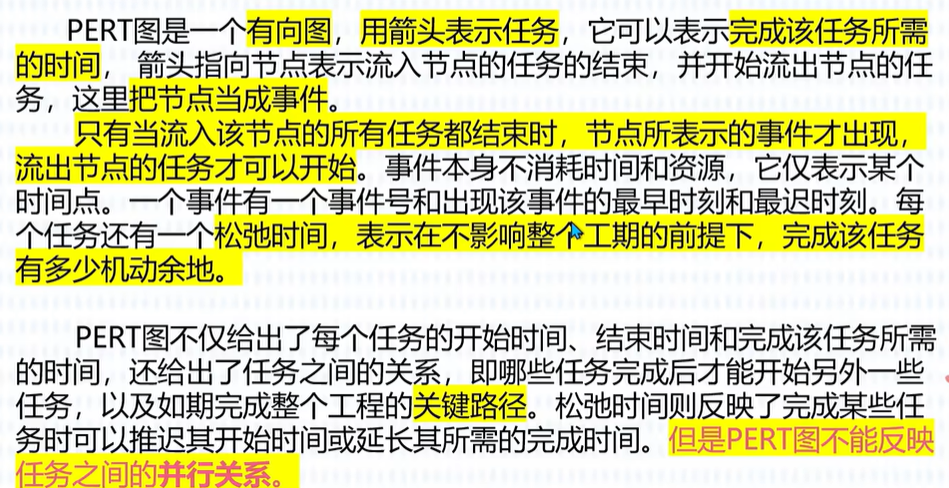 PERT图是一个有向图，用箭头表示任务，它可以表示完成该任务所需
的时间，箭头指向节点表示流入节点的任务的结束，并开始流出节点的任
务，这里把节点当成事件。
只有当流入该节点的所有任务都结束时，节点所表示的事件才出现，
流出节点的任务才可以开始。事件本身不消耗时间和资源，它仅表示某个
时间点。一个事件有一个事件号和出现该事件的最早时刻和最迟时刻。每
个任务还有一个松弛时间，表示在不影响整个工期的前提下，完成该任务
有多少机动余地。
PERT图不仅给出了每个任务的开始时间、结束时间和完成该任务所需
的时间，还给出了任务之间的关系，即哪些任务完成后才能开始另外一些
任务，以及如期完成整个工程的关键路径。松弛时间则反映了完成某些任
务时可以推迟其开始时间或延长其所需的完成时间。但是PERT图不能反映
任务之间的并行关系。